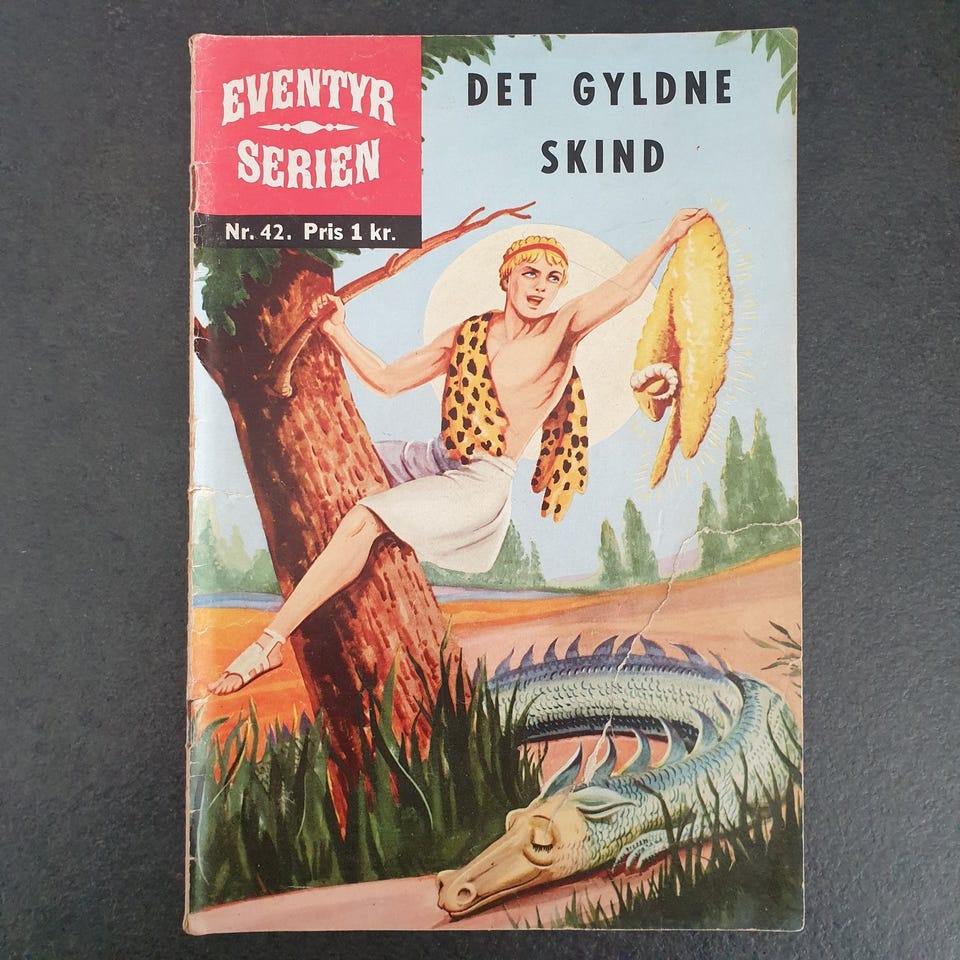 EVENTYR
SERIEN
Nr. 42. Pris 1 kr.
DET GYLDNE
SKIND